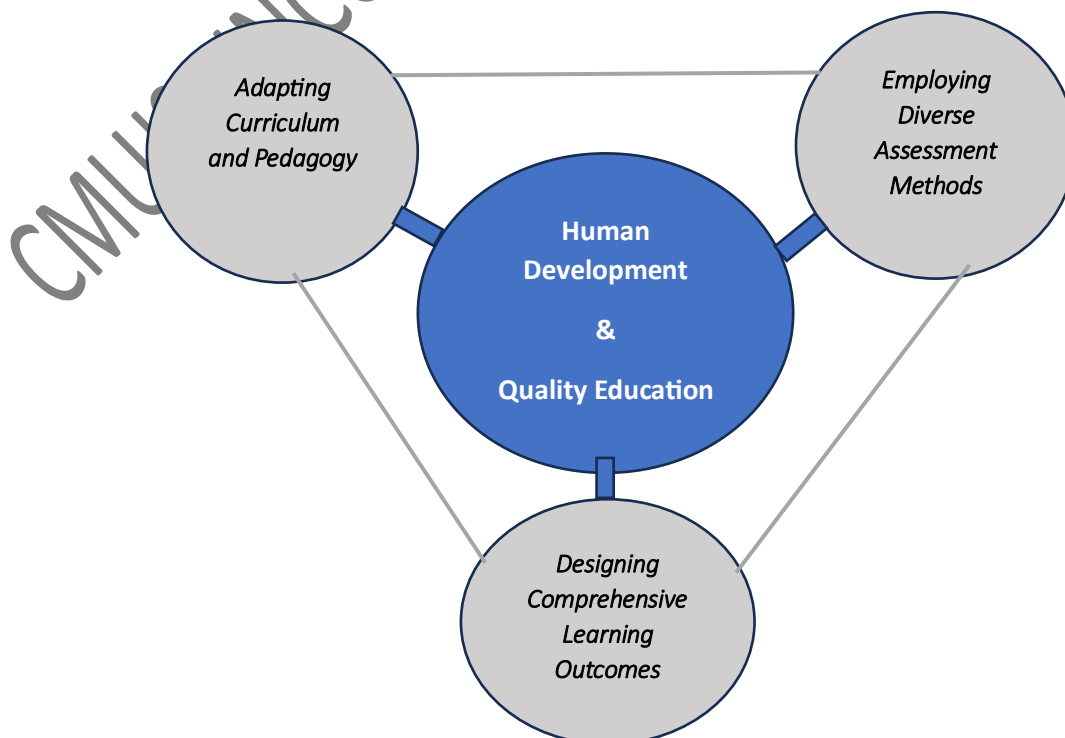 Adapting
Curriculum
and Pedagogy
Employing
Diverse
Assessment
Methods
Human
Development
&
Quality Education
Designing
Comprehensive
Learning
Outcomes